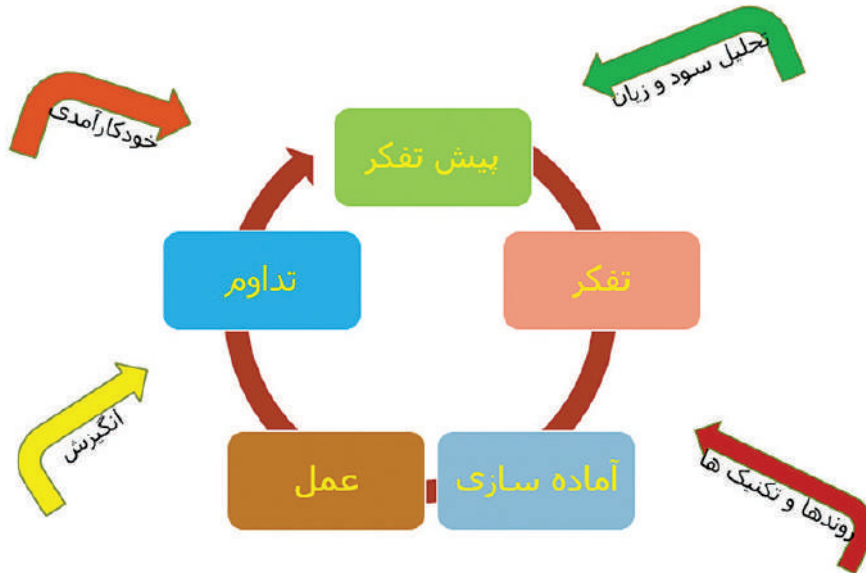 تحلیل سود و زیان
خودکارآمدی
پیش تفکر
تفکر
تداوم
انگیزش
آماده سازی
عمل
روندها و تکنیک ها